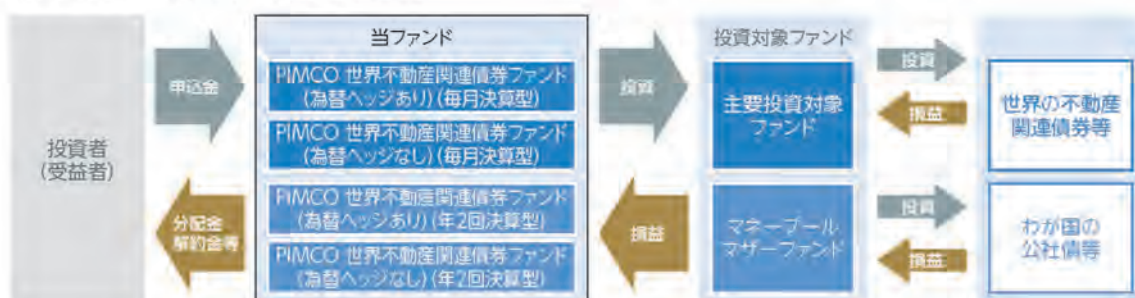 投資者
(受益者)
申込金
分配金
解約金等
当ファンド
PIMCO 世界不動産関連債券ファンド
(為替ヘッジあり)(毎月決算型)
PIMCO 世界不動産関連債券ファンド
(為替ヘッジなし)(毎月決算型)
PIMCO 世界不動産関連債券ファンド
(為替ヘッジあり)(年2回決算型)
PIMCO 世界不動産関連債券ファンド
(為替ヘッジなし)(年2回決算型)
投資
損益
投資対象ファンド
主要投資対象
ファンド
マネープール
マザーファンド
投資
損益
投資
損益
世界の不動産
関連債券等
わが国の
公社債等